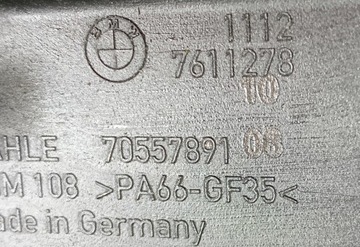 BMW 1112
7611278
10
AHLE 70557891 08
M 108 >PA66-GF35<
ade in Germany